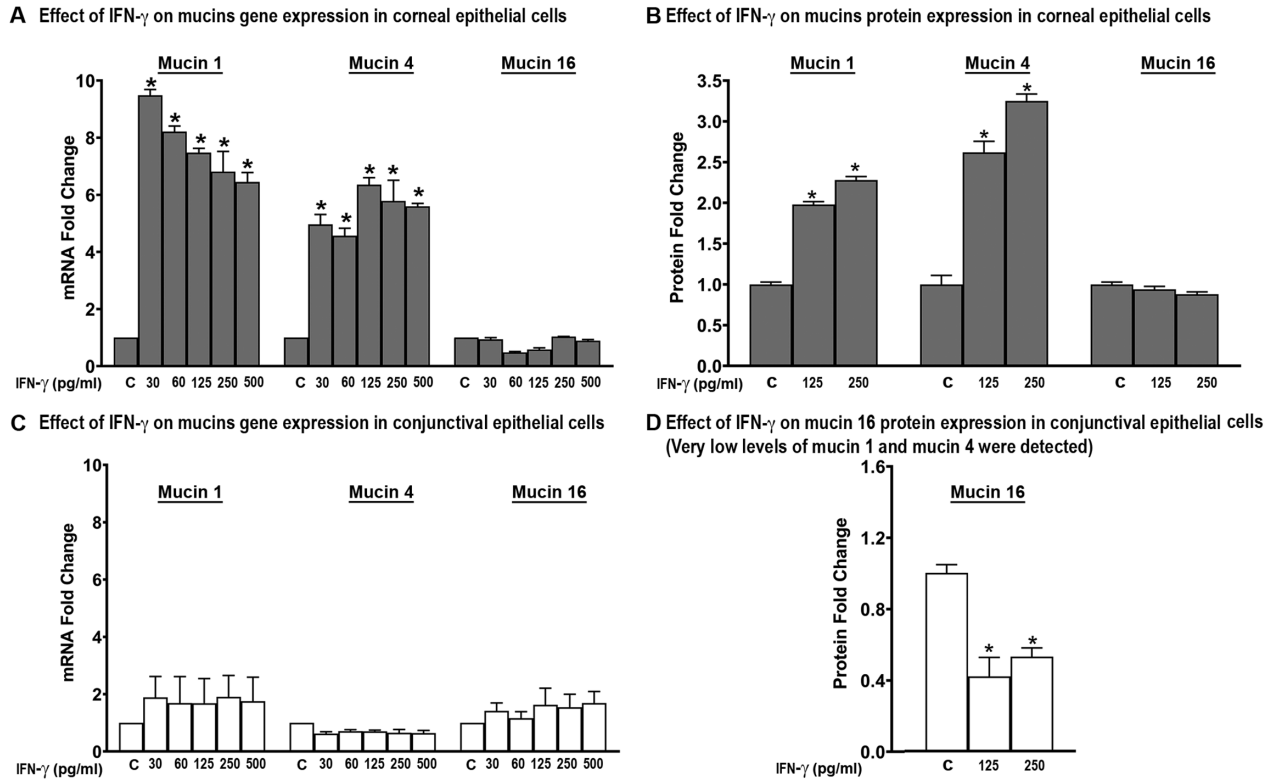 A Effect of IFN-γ on mucins gene expression in corneal epithelial cells
Mucin 1 Mucin 4 Mucin 16
mRNA Fold Change
10
8
6
4
2
0
* * * * * * * * * *
IFN-γ (pg/ml) C 30 60 125 250 500 C 30 60 125 250 500 C 30 60 125 250 500
B Effect of IFN-γ on mucins protein expression in corneal epithelial cells
Mucin 1 Mucin 4 Mucin 16
Protein Fold Change
3.5
3.0
2.5
2.0
1.5
1.0
0.5
0.0
* * * *
IFN-γ (pg/ml) C 125 250 C 125 250 C 125 250
C Effect of IFN-γ on mucins gene expression in conjunctival epithelial cells
Mucin 1 Mucin 4 Mucin 16
mRNA Fold Change
10
8
6
4
2
0
IFN-γ (pg/ml) C 30 60 125 250 500 C 30 60 125 250 500 C 30 60 125 250 500
D Effect of IFN-γ on mucin 16 protein expression in conjunctival epithelial cells
(Very low levels of mucin 1 and mucin 4 were detected)
Mucin 16
Protein Fold Change
1.6
1.2
0.8
0.4
0.0
* *
IFN-γ (pg/ml) C 125 250